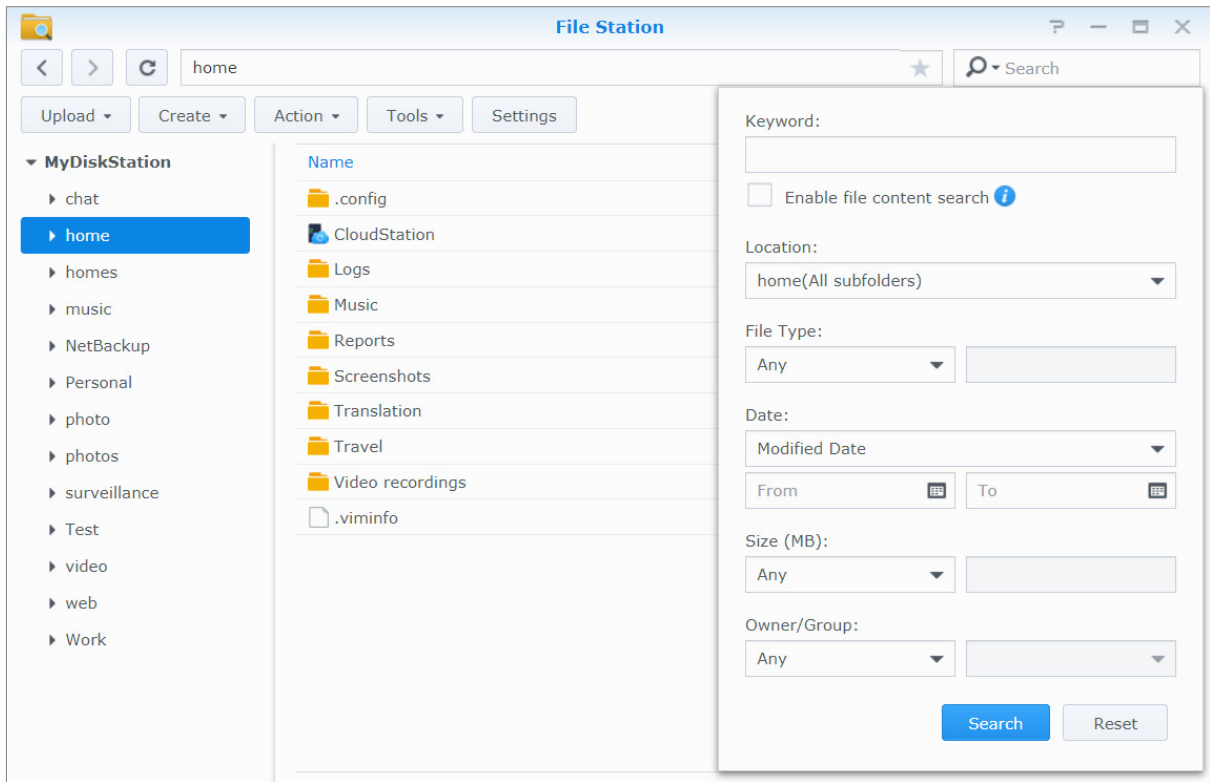 File Station
home
Search
Upload
Create
Action
Tools
Settings
MyDiskStation
chat
home
homes
music
NetBackup
Personal
photo
photos
surveillance
Test
video
web
Work
Name
.config
CloudStation
Logs
Music
Reports
Screenshots
Translation
Travel
Video recordings
.viminfo
Keyword:
Enable file content search
Location:
home(All subfolders)
File Type:
Any
Date:
Modified Date
From To
Size (MB):
Any
Owner/Group:
Any
Search Reset